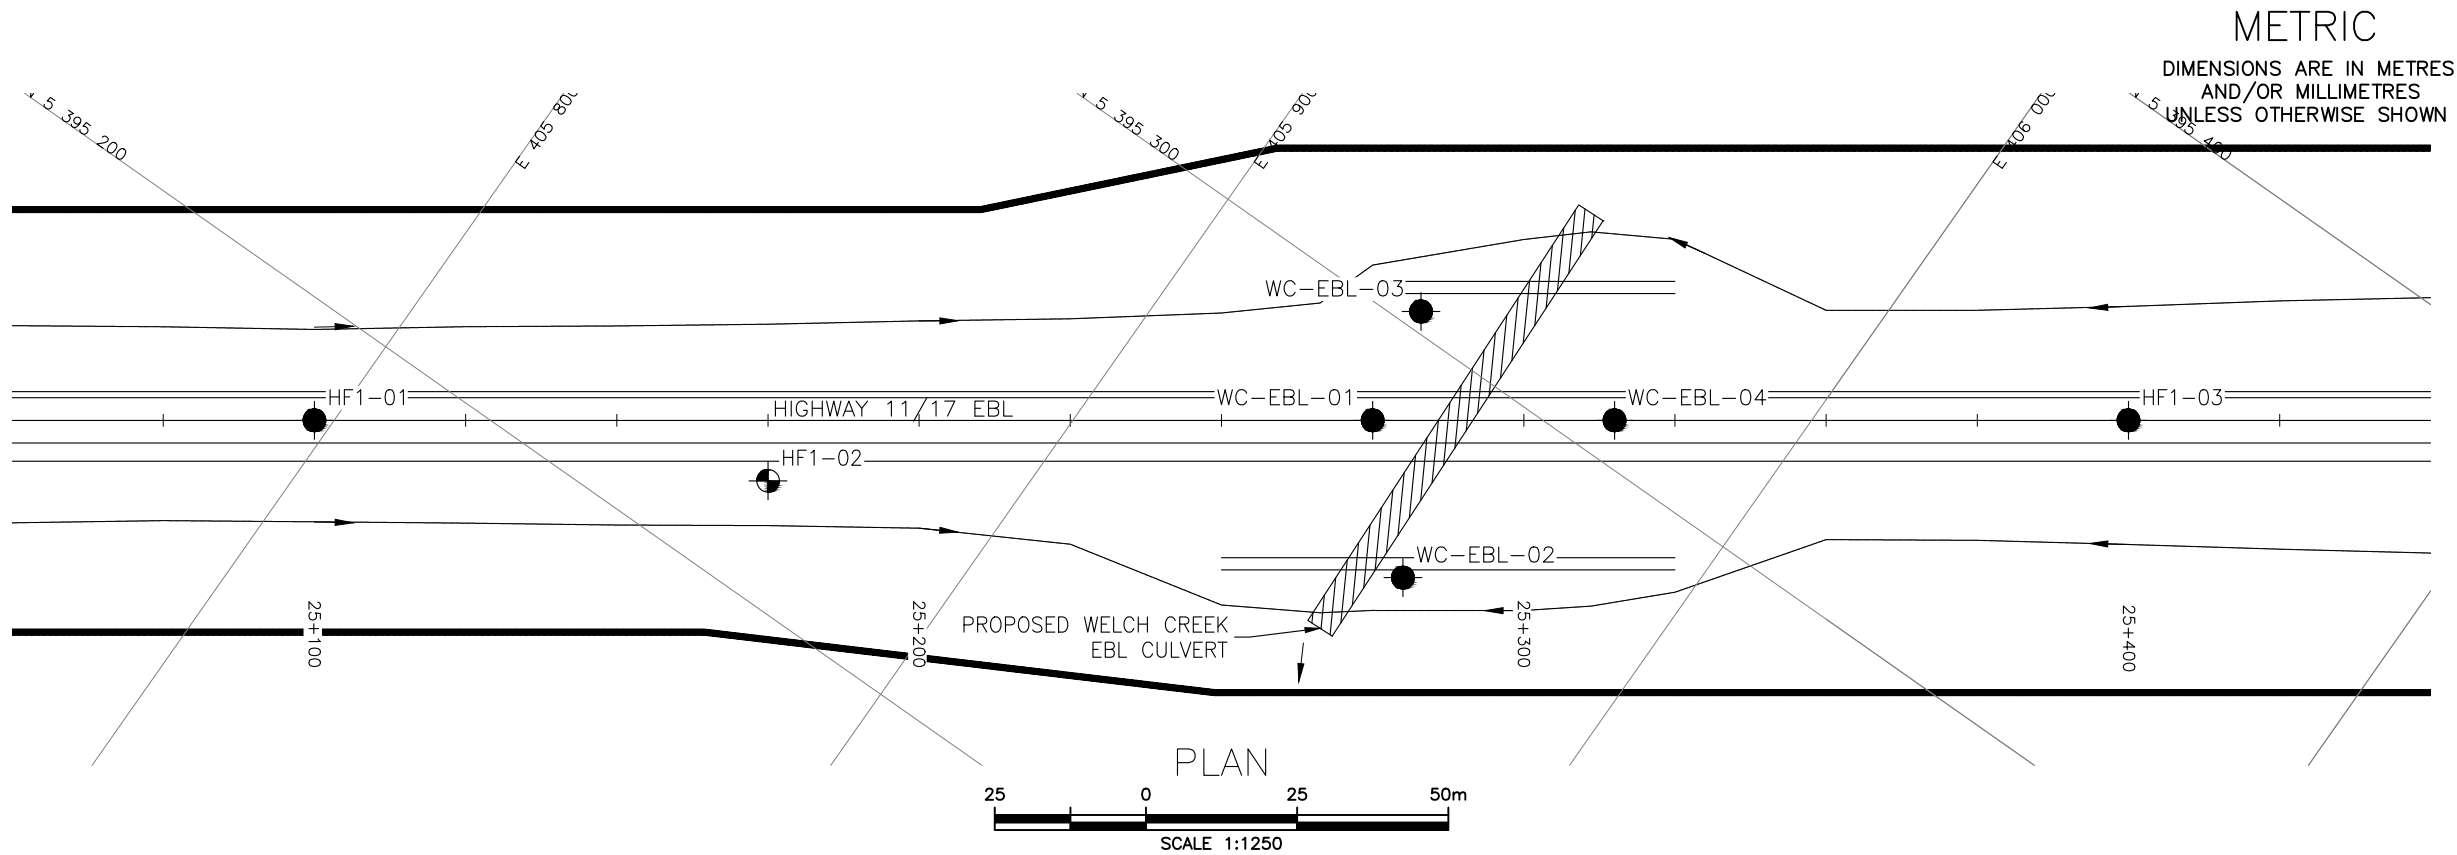 METRIC
DIMENSIONS ARE IN METRES
AND/OR MILLIMETRES
UNLESS OTHERWISE SHOWN
5 395 200
E 405 800
5 395 300
E 405 900
E 406 000
5 395 400
WC-EBL-03
HF1-01
HIGHWAY 11/17 EBL
WC-EBL-01
WC-EBL-04
HF1-03
HF1-02
WC-EBL-02
25+100
25+200
25+300
25+400
PROPOSED WELCH CREEK
EBL CULVERT
PLAN
25 0 25 50m
SCALE 1:1250